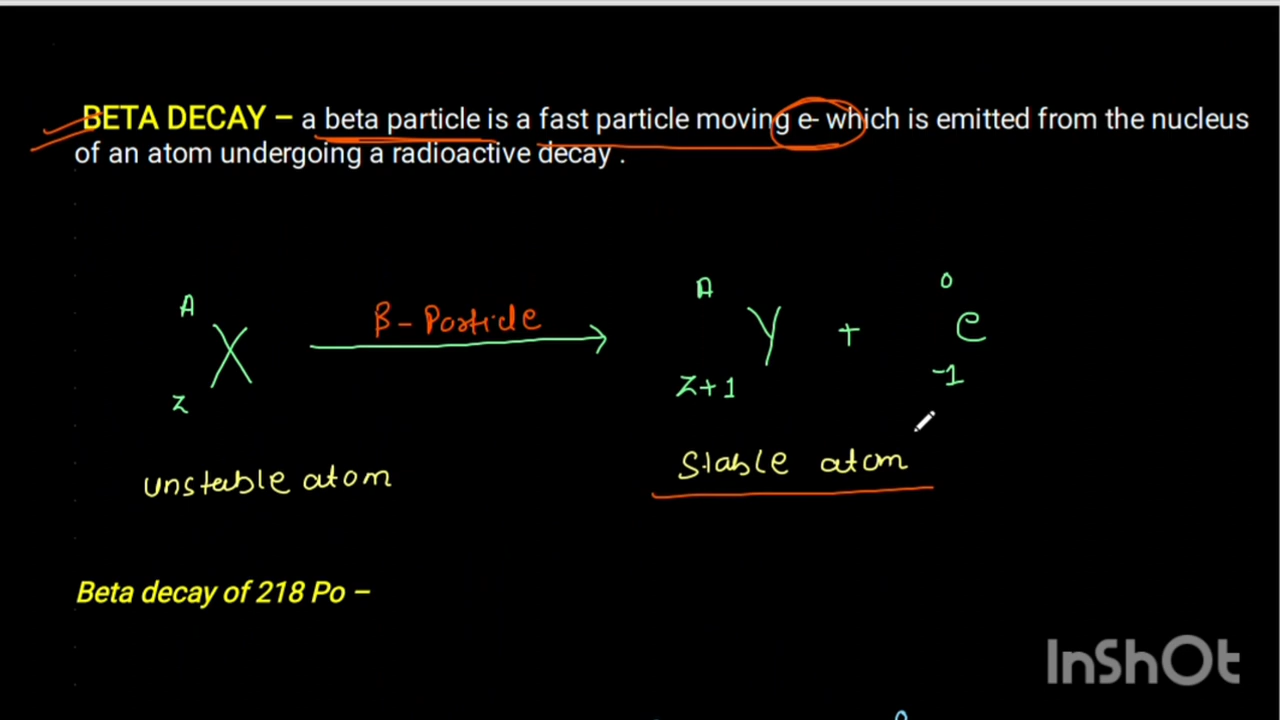 BETA DECAY – a beta particle is a fast particle moving e- which is emitted from the nucleus
of an atom undergoing a radioactive decay .
A X Z β-Particle A Y Z+1 + 0 e -1
unstable atom
Stable atom
Beta decay of 218 Po –
InShOt